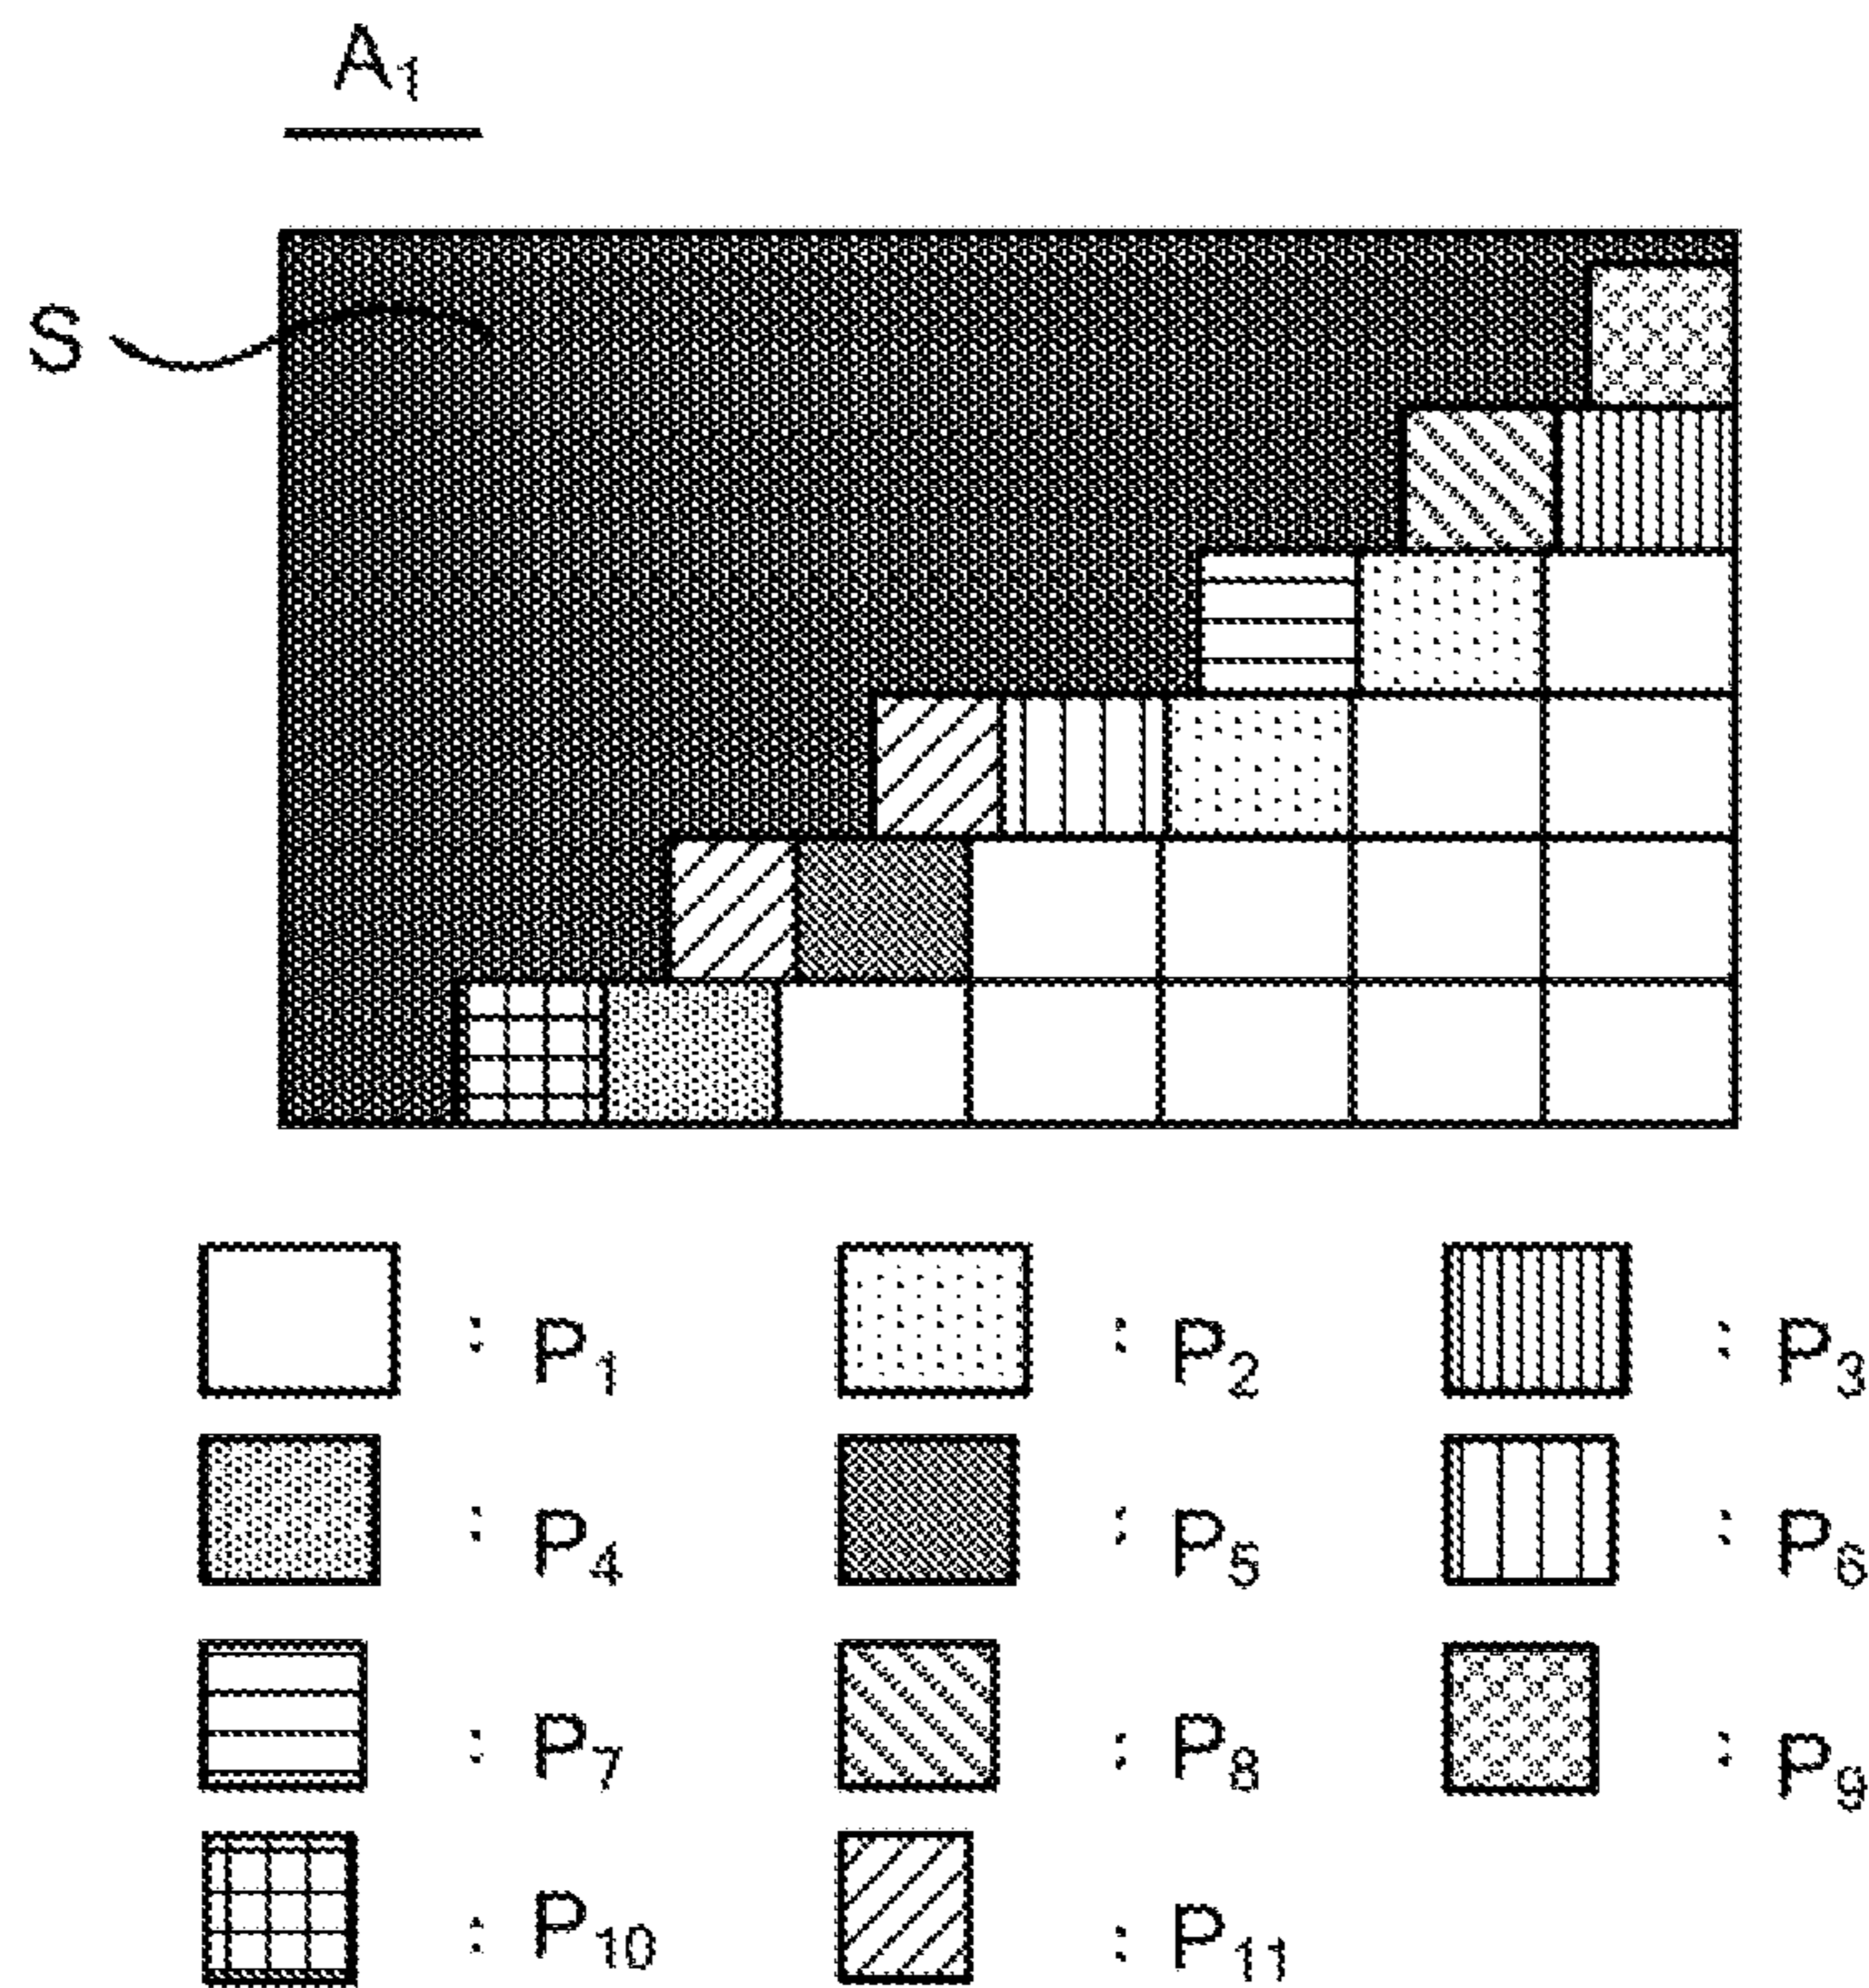 A₁
S
: P₁ : P₂ : P₃
: P₄ : P₅ : P₆
: P₇ : P₈ : P₉
: P₁₀ : P₁₁